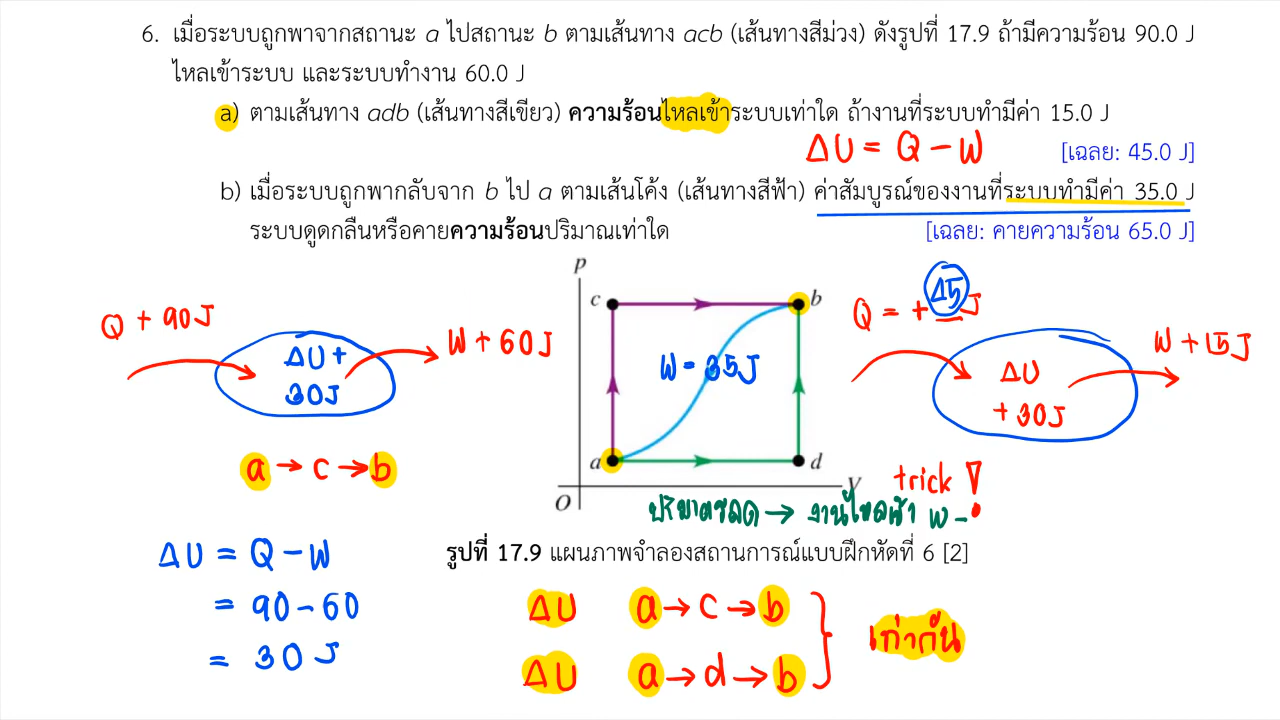 6. เมื่อระบบถูกพาจากสถานะ a ไปสถานะ b ตามเส้นทาง acb (เส้นทางสีม่วง) ดังรูปที่ 17.9 ถ้ามีความร้อน 90.0 J
ไหลเข้าระบบ และระบบทำงาน 60.0 J
a) ตามเส้นทาง adb (เส้นทางสีเขียว) ความร้อนไหลเข้าระบบเท่าใด ถ้างานที่ระบบทำมีค่า 15.0 J
ΔU = Q - W
[เฉลย: 45.0 J]
b) เมื่อระบบถูกพากลับจาก b ไป a ตามเส้นโค้ง (เส้นทางสีฟ้า) ค่าสัมบูรณ์ของงานที่ระบบทำมีค่า 35.0 J
ระบบดูดกลืนหรือคายความร้อนปริมาณเท่าใด
[เฉลย: คายความร้อน 65.0 J]
Q + 90J
ΔU +
30J
W + 60J
a → c → b
ΔU = Q - W
= 90 - 60
= 30 J
p
c
b
W = 35J
a
d
O
V
Q = + 45 J
ΔU
+ 30J
W + 15J
trick !
ปริมาตรลด → งานไหลเข้า W -
รูปที่ 17.9 แผนภาพจำลองสถานการณ์แบบฝึกหัดที่ 6 [2]
ΔU a → c → b
ΔU a → d → b
เท่ากัน